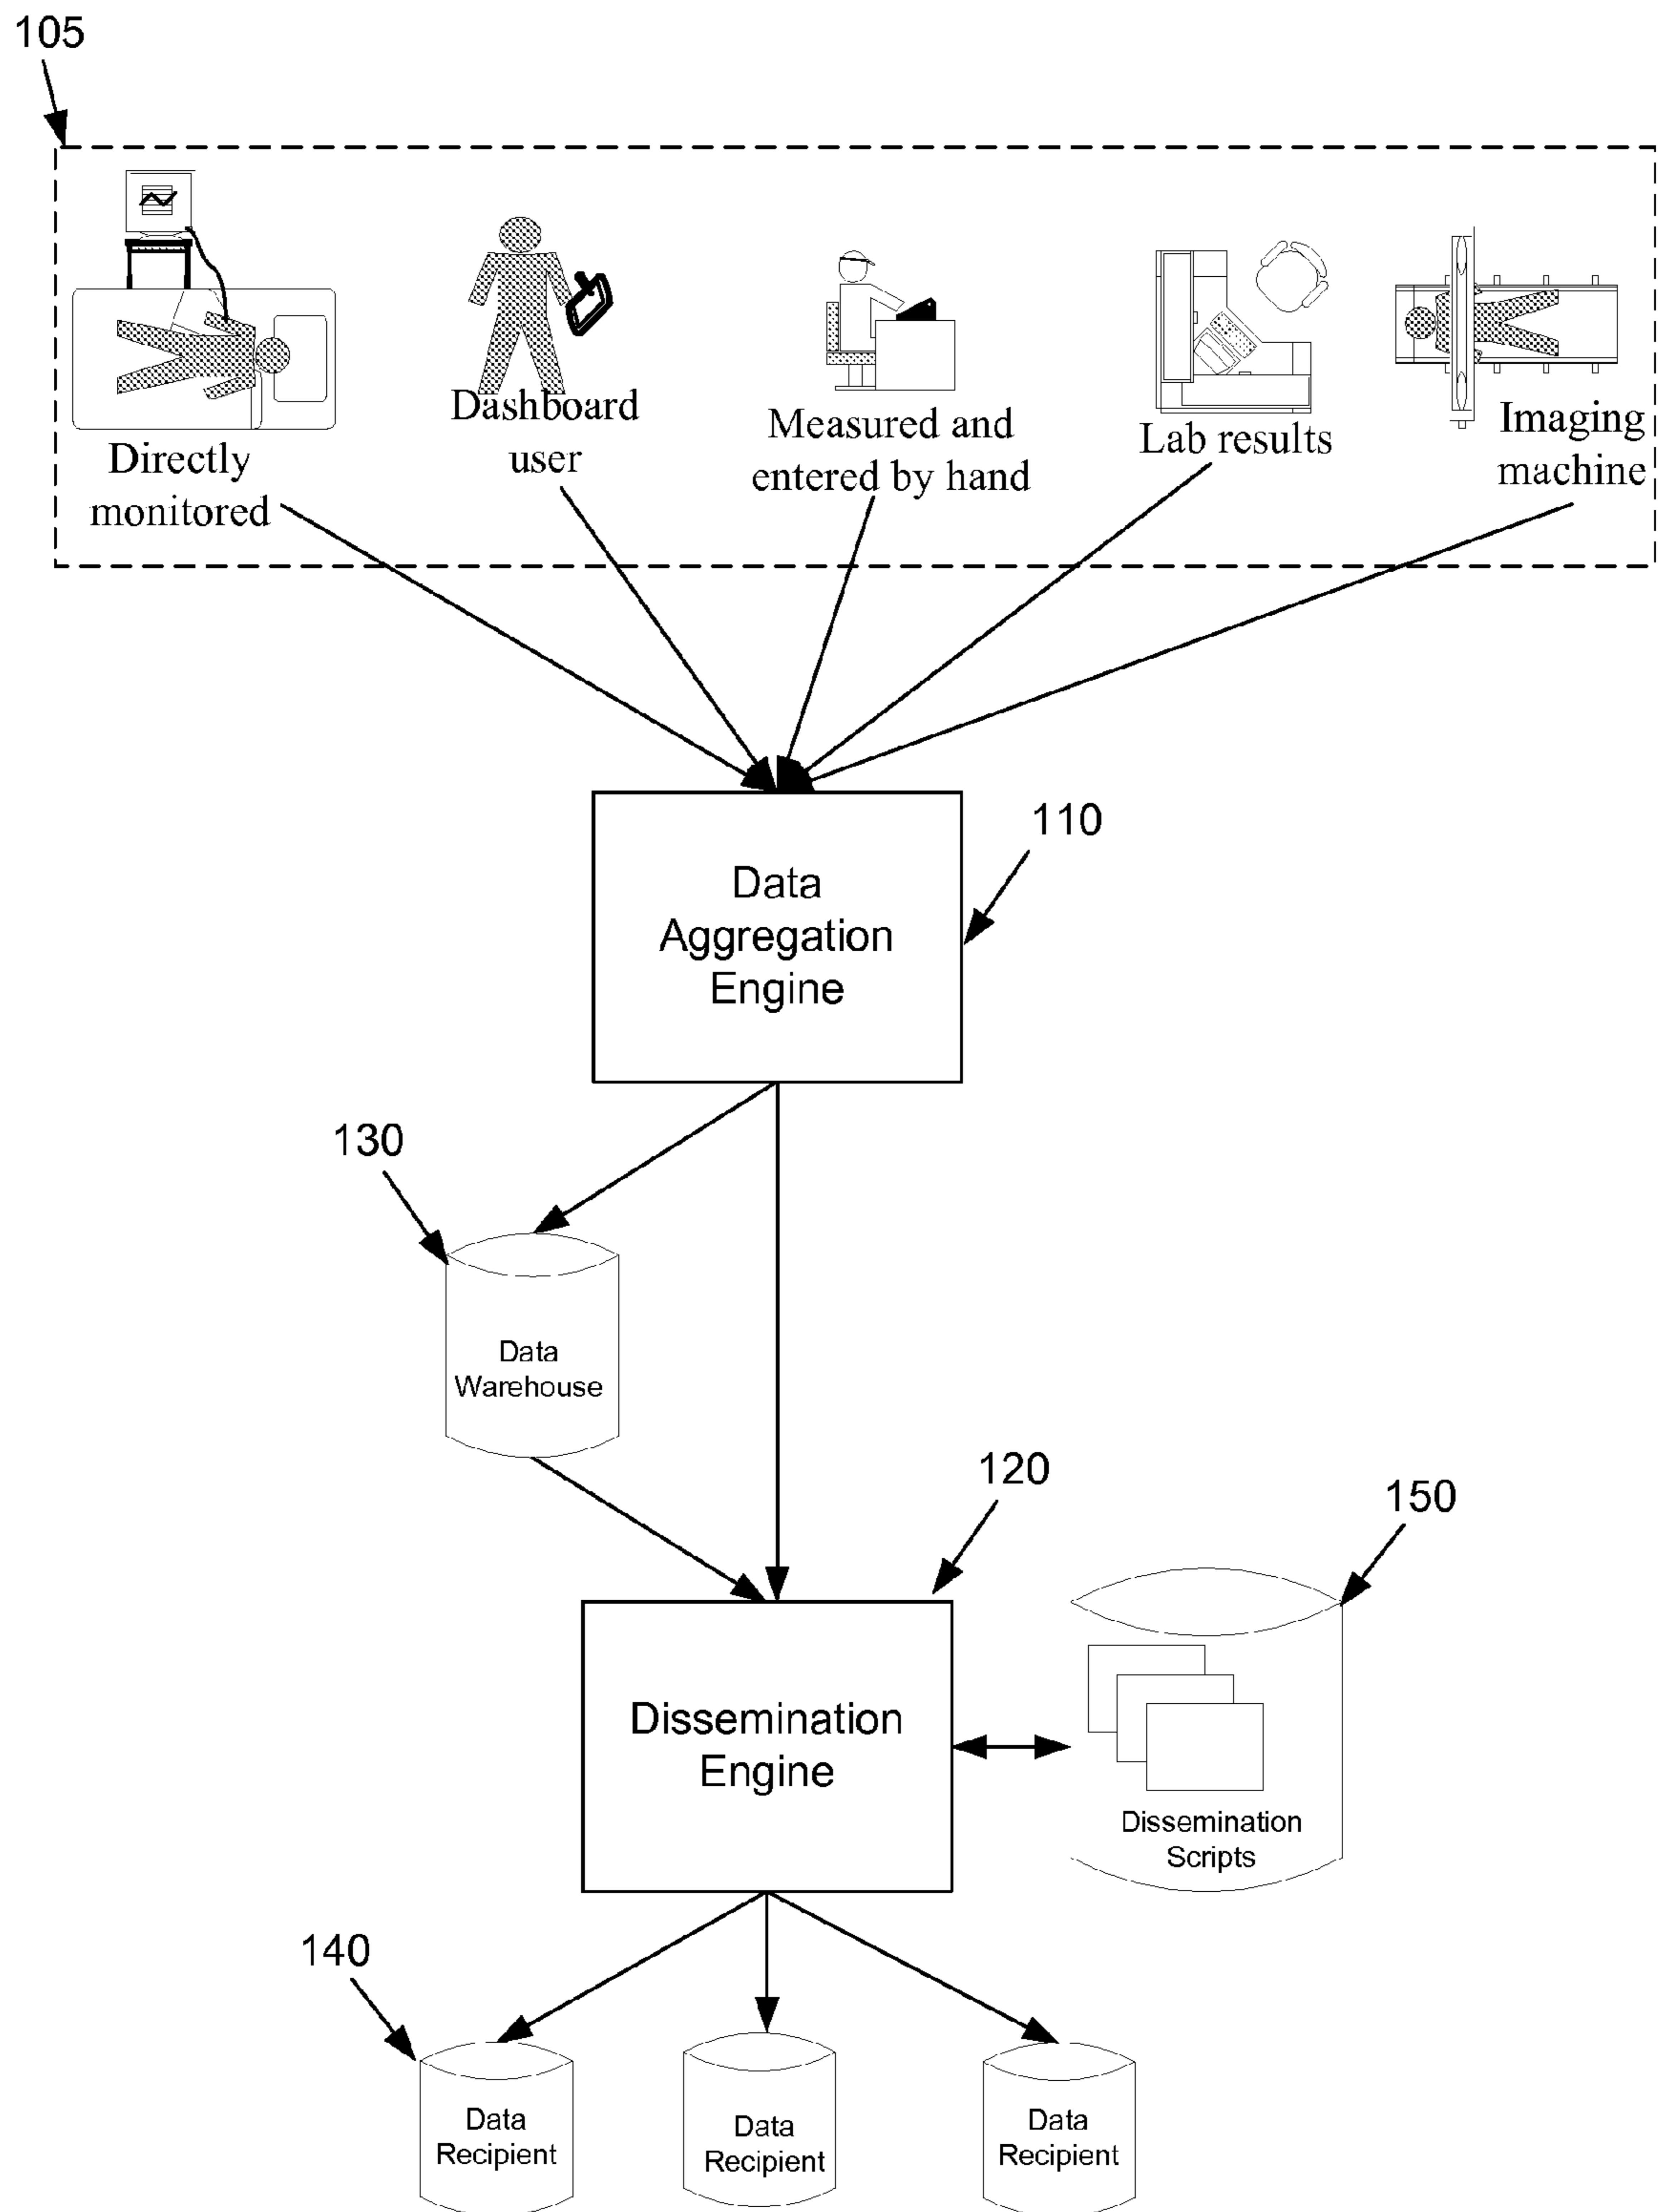 105
Directly
monitored
Dashboard
user
Measured and
entered by hand
Lab results
Imaging
machine
110
Data
Aggregation
Engine
130
Data
Warehouse
120
150
Dissemination
Engine
Dissemination
Scripts
140
Data
Recipient
Data
Recipient
Data
Recipient